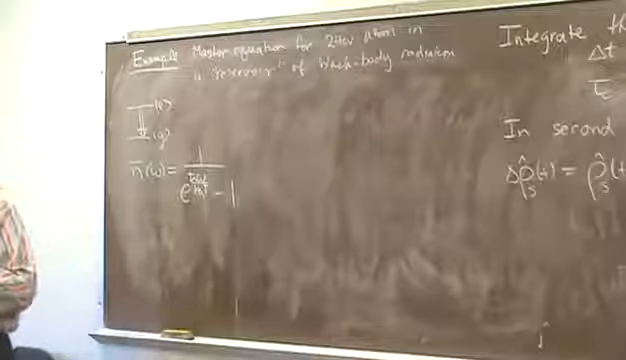 Example Master equation for 2-lev atom in
a "reservoir" of black-body radiation
|e⟩
|g⟩
n̄(ω) = 1 / (e^(ħω/kT) - 1)
Integrate th
Δt
In second
Δρ̂_S(t) = ρ̂_S(t